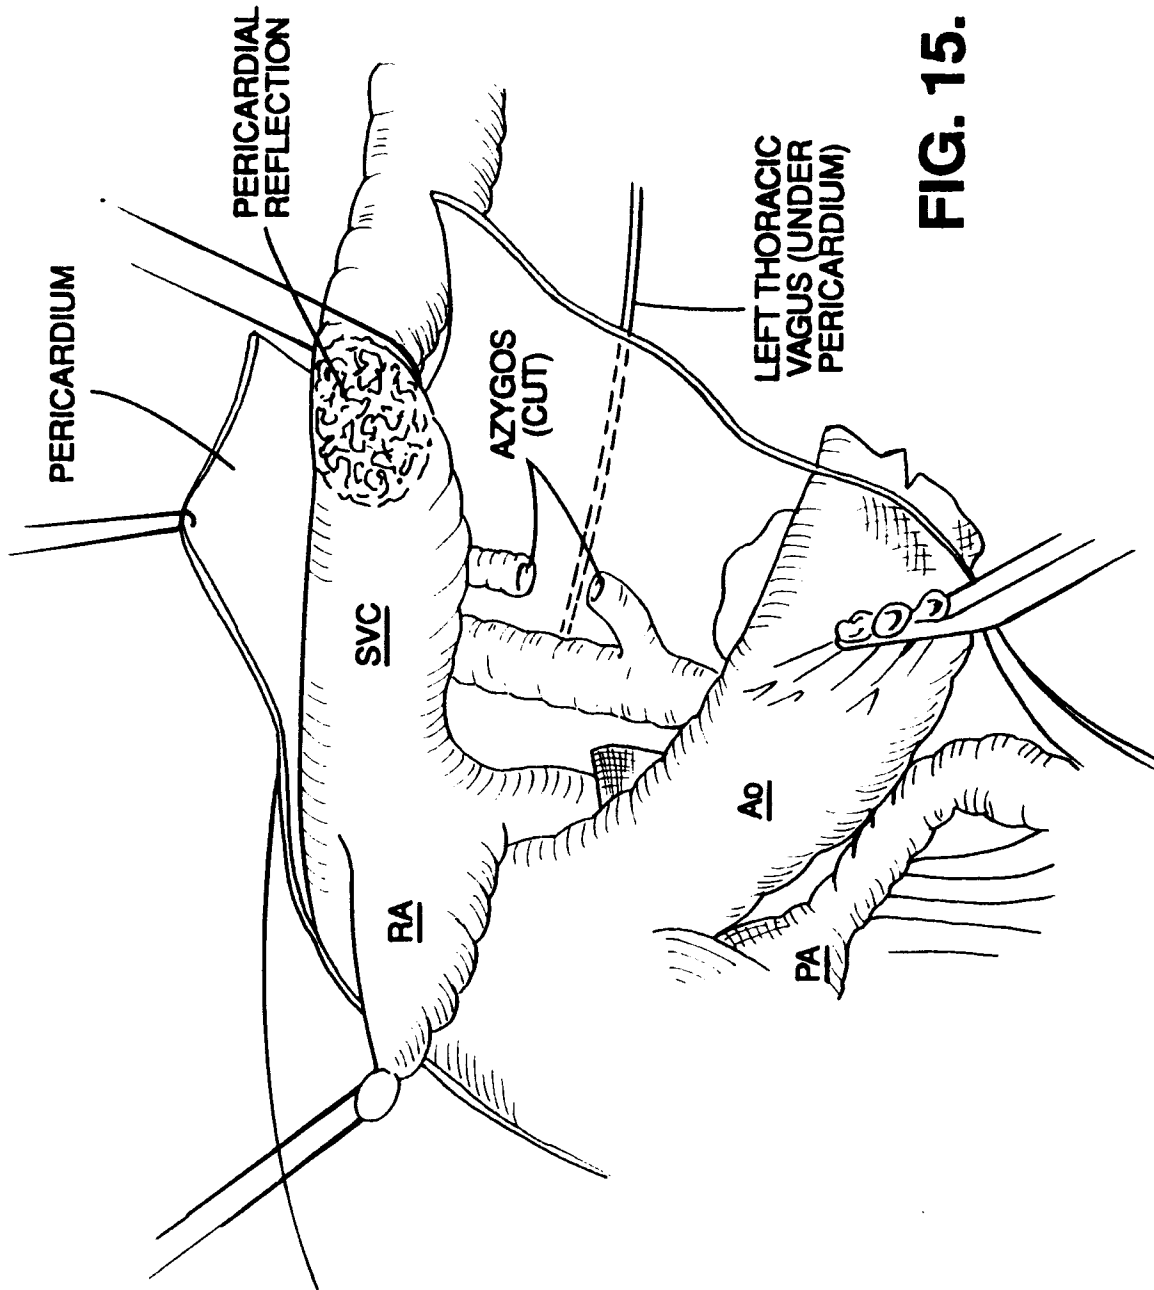 PERICARDIUM
PERICARDIAL
REFLECTION
SVC
RA
AZYGOS
(CUT)
LEFT THORACIC
VAGUS (UNDER
PERICARDIUM)
Ao
PA
FIG. 15.